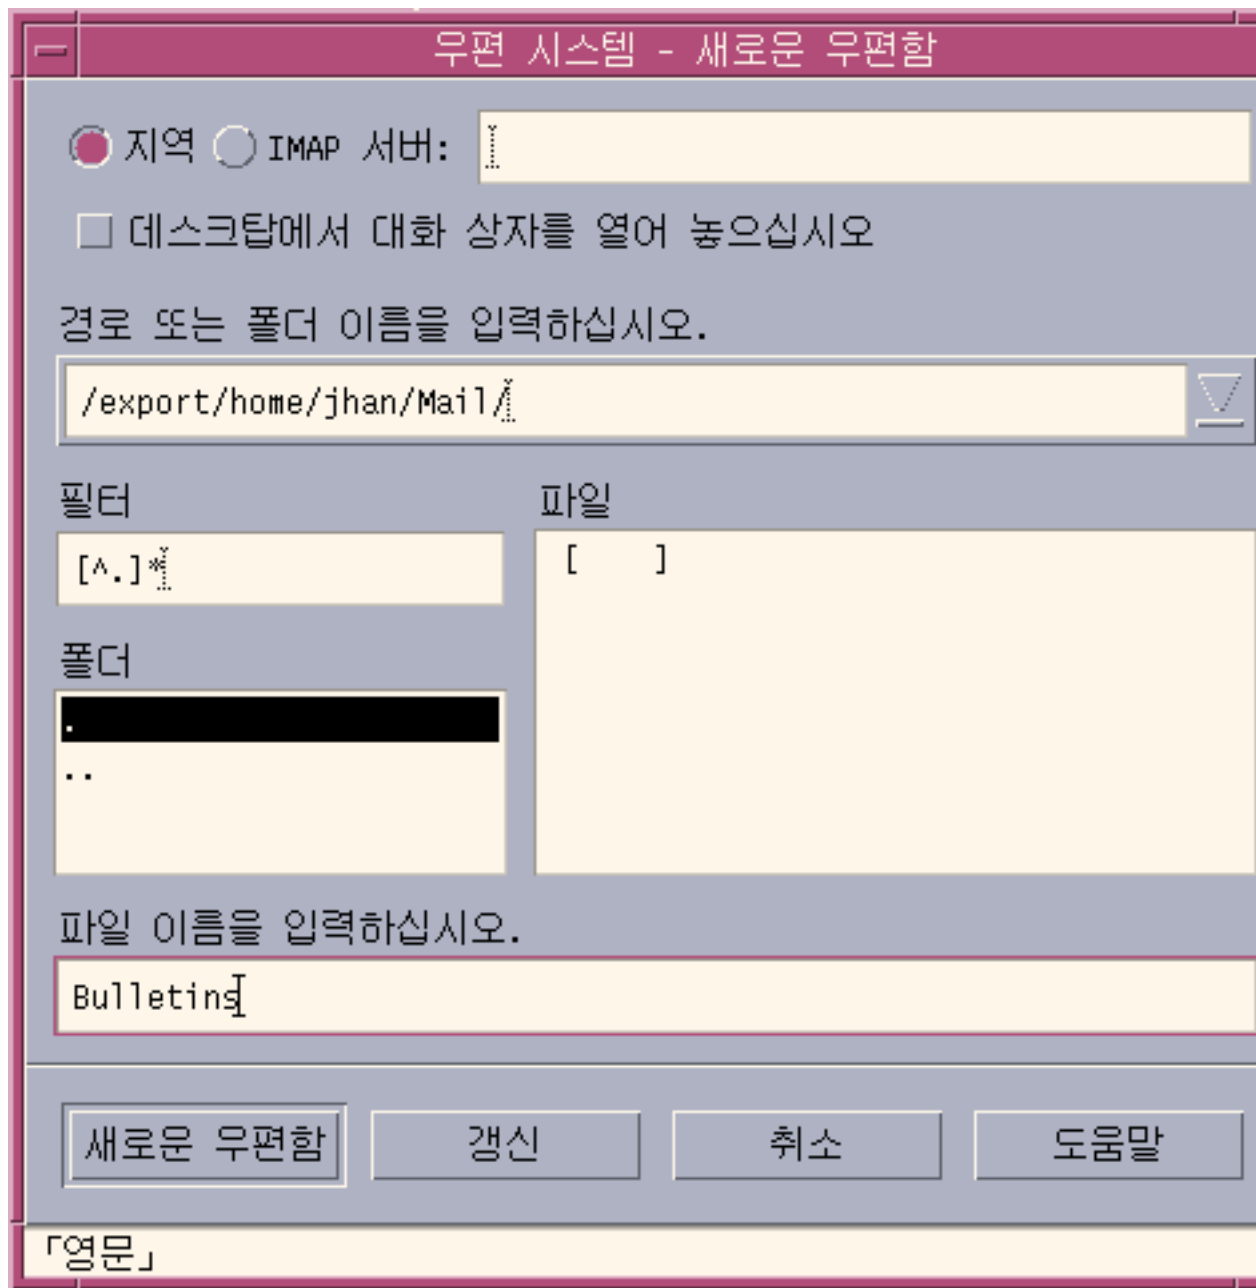 우편 시스템 - 새로운 우편함
지역 IMAP 서버:
데스크탑에서 대화 상자를 열어 놓으십시오
경로 또는 폴더 이름을 입력하십시오.
/export/home/jhan/Mail/
필터 파일
[^.]* [ ]
폴더
.
..
파일 이름을 입력하십시오.
Bulletins
새로운 우편함 갱신 취소 도움말
「영문」